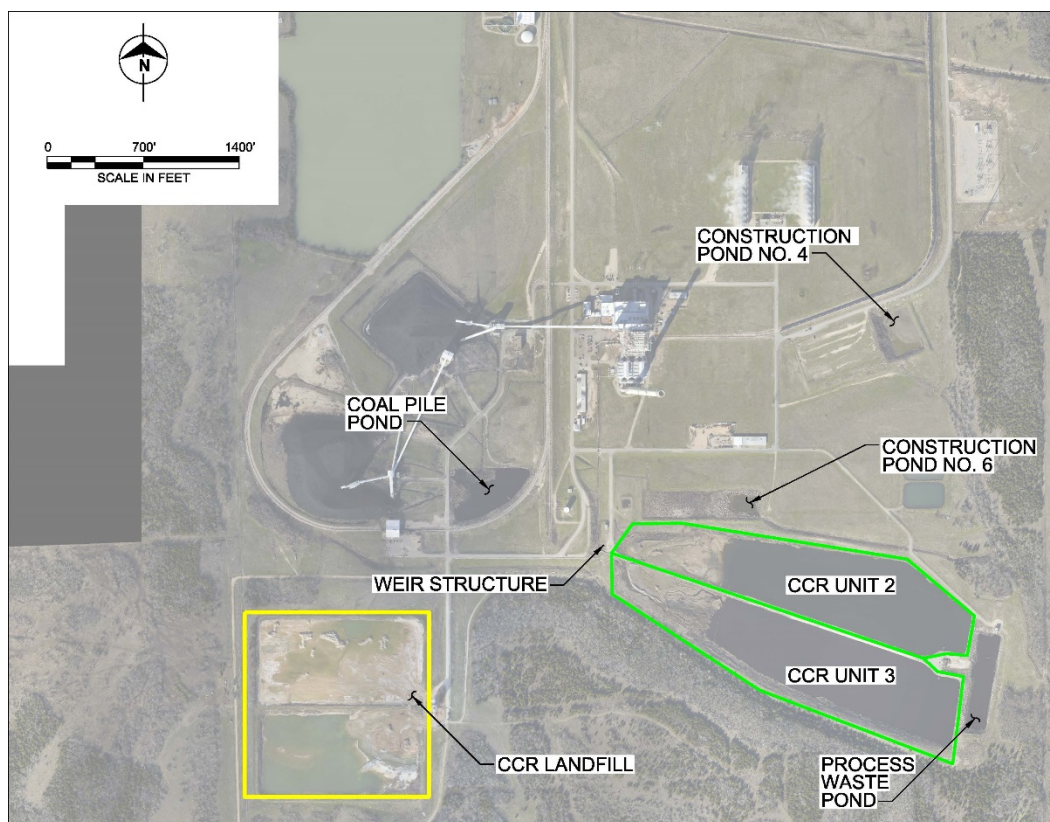 N
0 700' 1400'
SCALE IN FEET
CONSTRUCTION
POND NO. 4
COAL PILE
POND
CONSTRUCTION
POND NO. 6
WEIR STRUCTURE
CCR UNIT 2
CCR UNIT 3
CCR LANDFILL
PROCESS
WASTE
POND